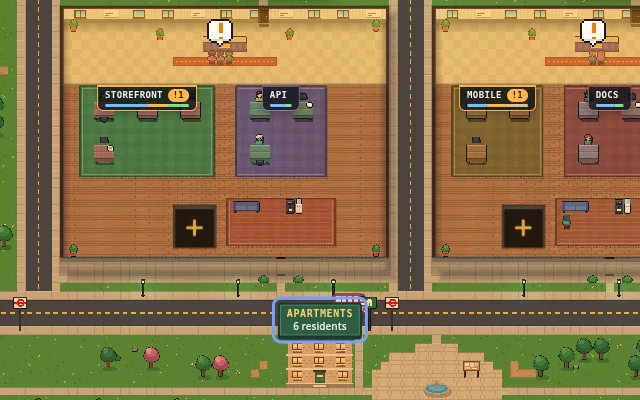 STOREFRONT !1
API
MOBILE !1
DOCS
APARTMENTS
6 residents